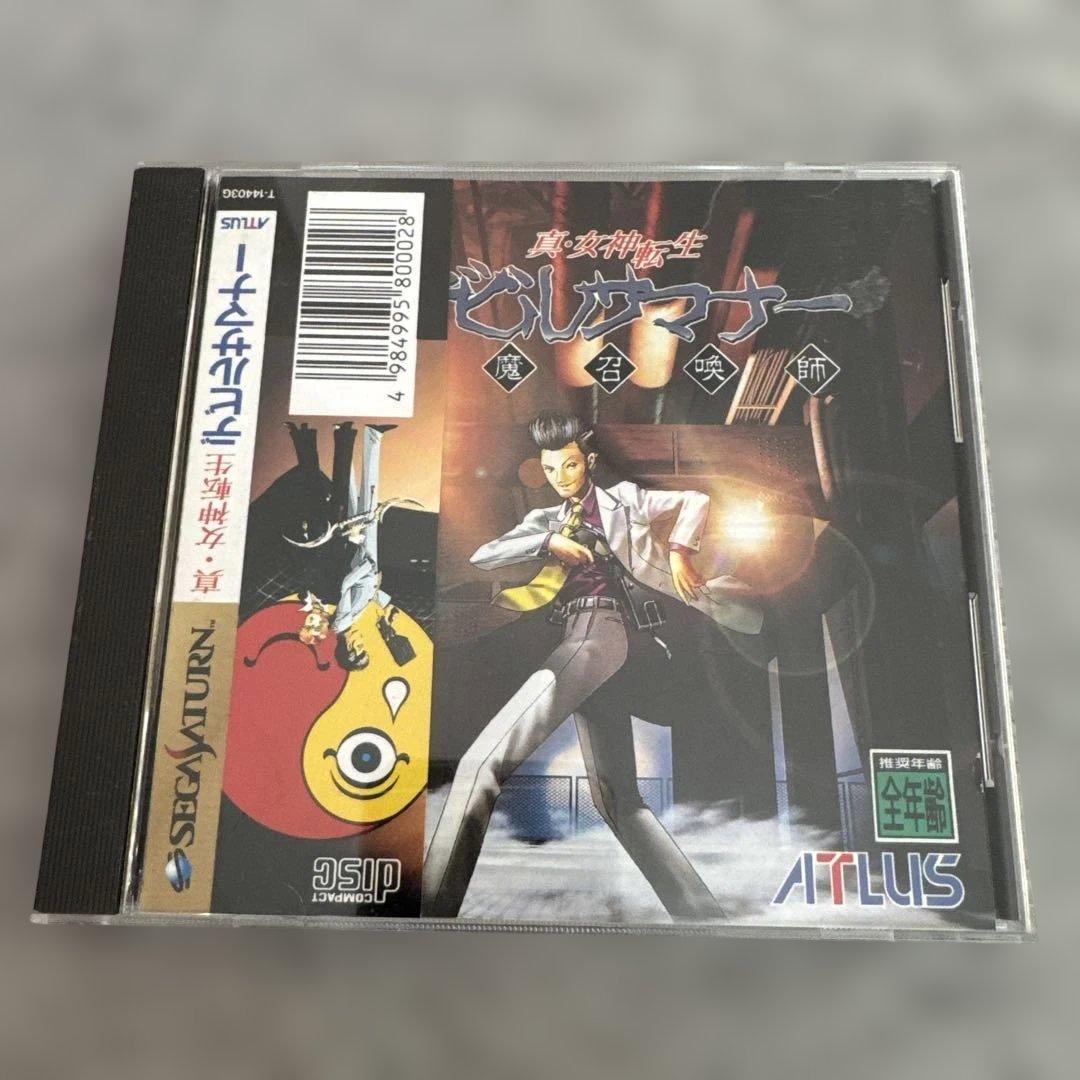 T-14403G
ATLUS
真・女神転生デビルサマナー
SEGA SATURN™
4 984995 800028
COMPACT
disc
真・女神転生
ビルサマナー
魔召喚師
推奨年齢
全年齢
ATLUS